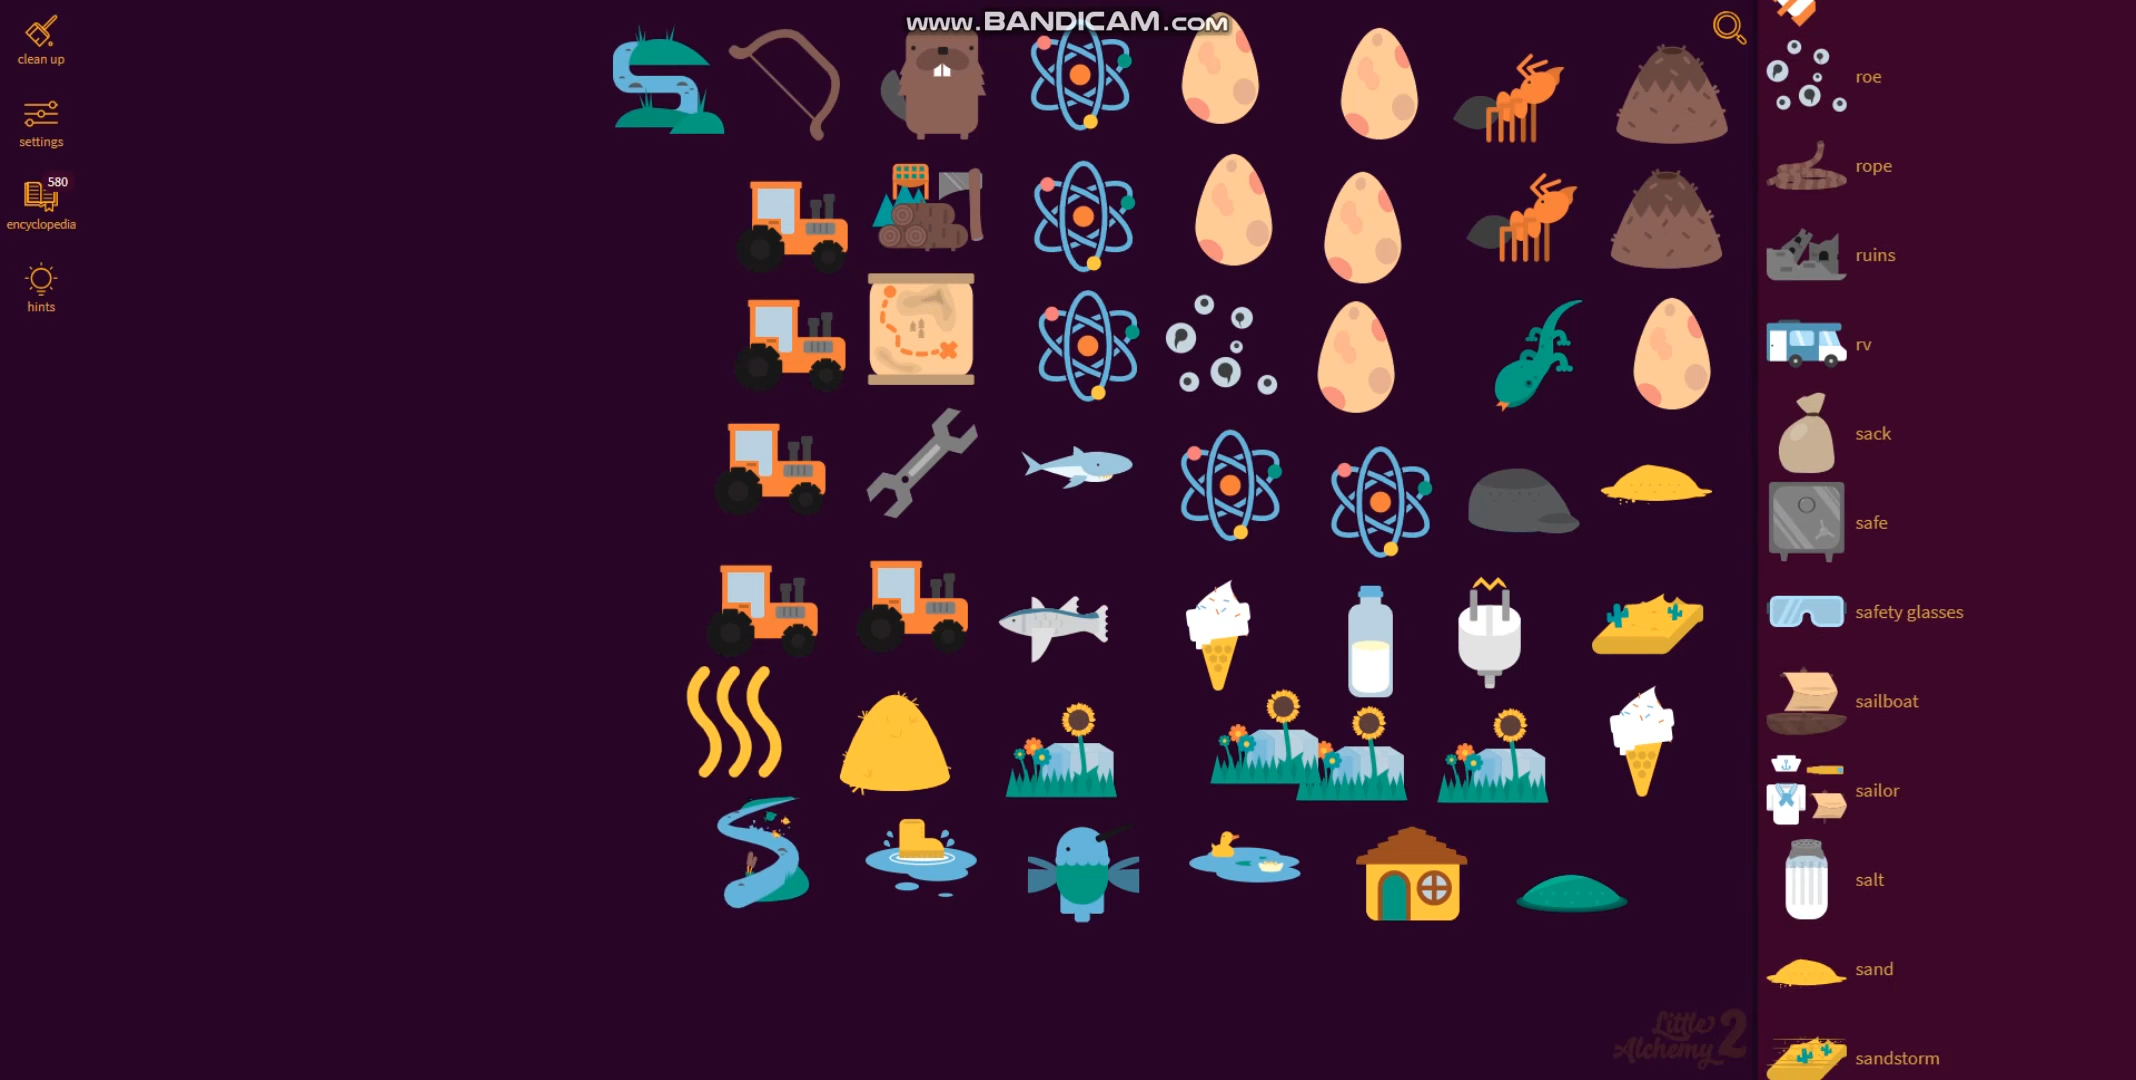 www.BANDICAM.com
clean up
settings
580
encyclopedia
hints
roe
rope
ruins
rv
sack
safe
safety glasses
sailboat
sailor
salt
sand
sandstorm
Little
Alchemy 2